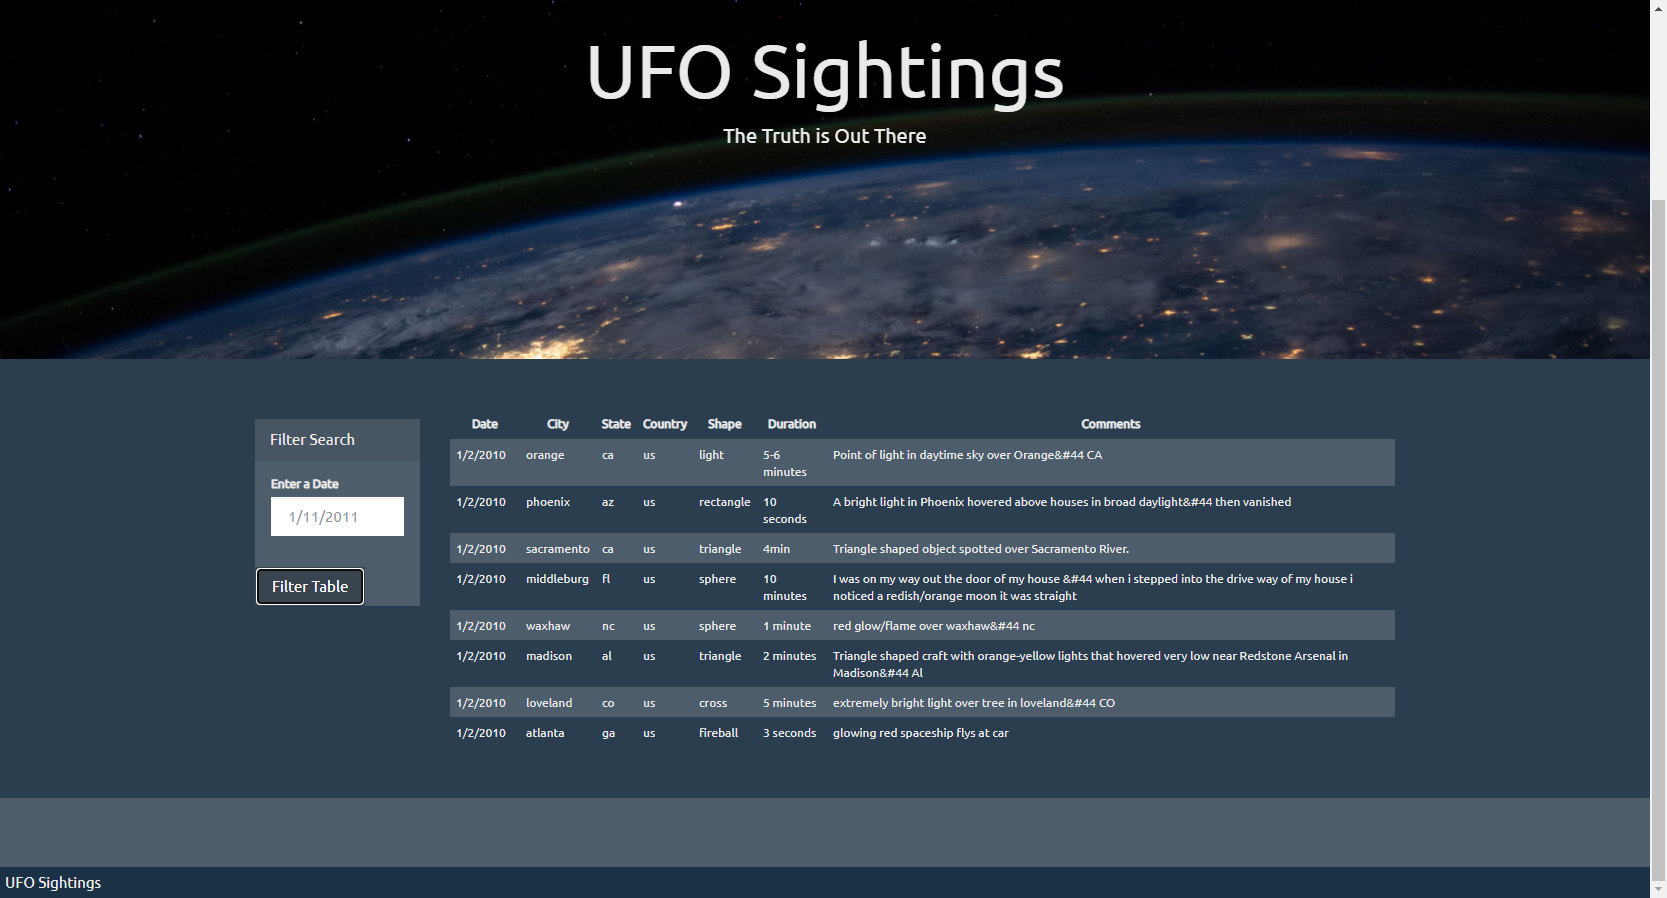 UFO Sightings
The Truth is Out There
Filter Search
Enter a Date
1/11/2011
Filter Table
Date City State Country Shape Duration Comments
1/2/2010 orange ca us light 5-6 minutes Point of light in daytime sky over Orange&#44 CA
1/2/2010 phoenix az us rectangle 10 seconds A bright light in Phoenix hovered above houses in broad daylight&#44 then vanished
1/2/2010 sacramento ca us triangle 4min Triangle shaped object spotted over Sacramento River.
1/2/2010 middleburg fl us sphere 10 minutes I was on my way out the door of my house &#44 when i stepped into the drive way of my house i
noticed a redish/orange moon it was straight
1/2/2010 waxhaw nc us sphere 1 minute red glow/flame over waxhaw&#44 nc
1/2/2010 madison al us triangle 2 minutes Triangle shaped craft with orange-yellow lights that hovered very low near Redstone Arsenal in
Madison&#44 Al
1/2/2010 loveland co us cross 5 minutes extremely bright light over tree in loveland&#44 CO
1/2/2010 atlanta ga us fireball 3 seconds glowing red spaceship flys at car
UFO Sightings